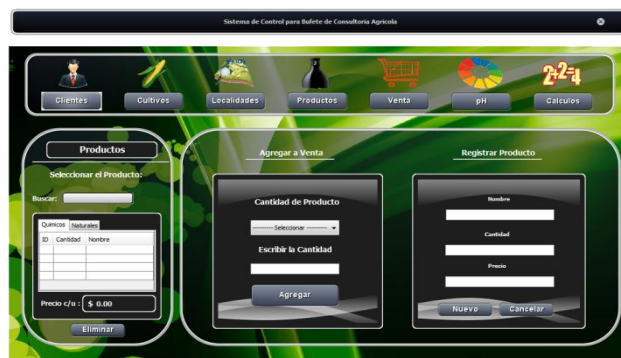 Sistema de Control para Bufete de Consultoria Agricola
2+2=4
Clientes
Cultivos
Localidades
Productos
Venta
pH
Calculos
Productos
Seleccionar el Producto:
Buscar:
Quimicos
Naturales
ID
Cantidad
Nombre
Precio c/u :
$ 0.00
Eliminar
Agregar a Venta
Cantidad de Producto
---------- Seleccionar ----------
Escribir la Cantidad
Agregar
Registrar Producto
Nombre
Cantidad
Precio
Nuevo
Cancelar